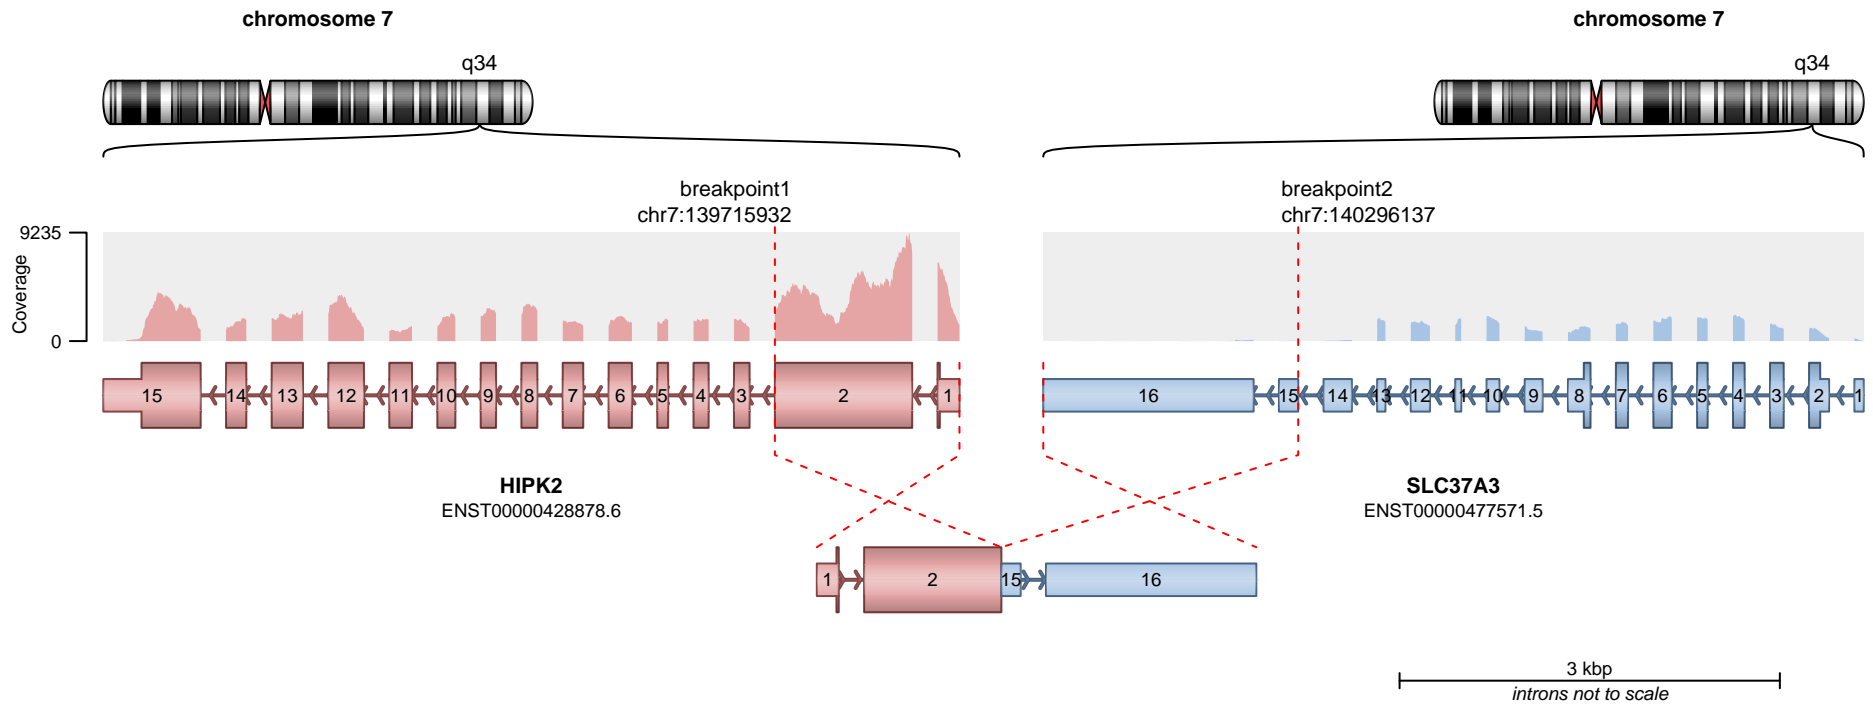 chromosome 7
chromosome 7
q34
q34
breakpoint1
chr7:139715932
breakpoint2
chr7:140296137
9235
Coverage
0
15 14 13 12 11 10 9 8 7 6 5 4 3 2 1
16 15 14 13 12 11 10 9 8 7 6 5 4 3 2 1
HIPK2
ENST00000428878.6
SLC37A3
ENST00000477571.5
1 2 15 16
3 kbp
introns not to scale